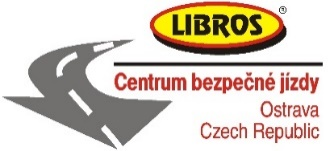 LIBROS ®
Centrum bezpečné jízdy
Ostrava
Czech Republic